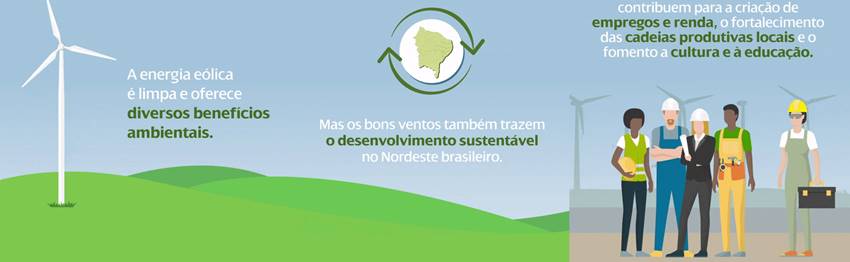 A energia eólica
é limpa e oferece
diversos benefícios
ambientais.
Mas os bons ventos também trazem
o desenvolvimento sustentável
no Nordeste brasileiro.
contribuem para a criação de
empregos e renda, o fortalecimento
das cadeias produtivas locais e o
fomento a cultura e à educação.